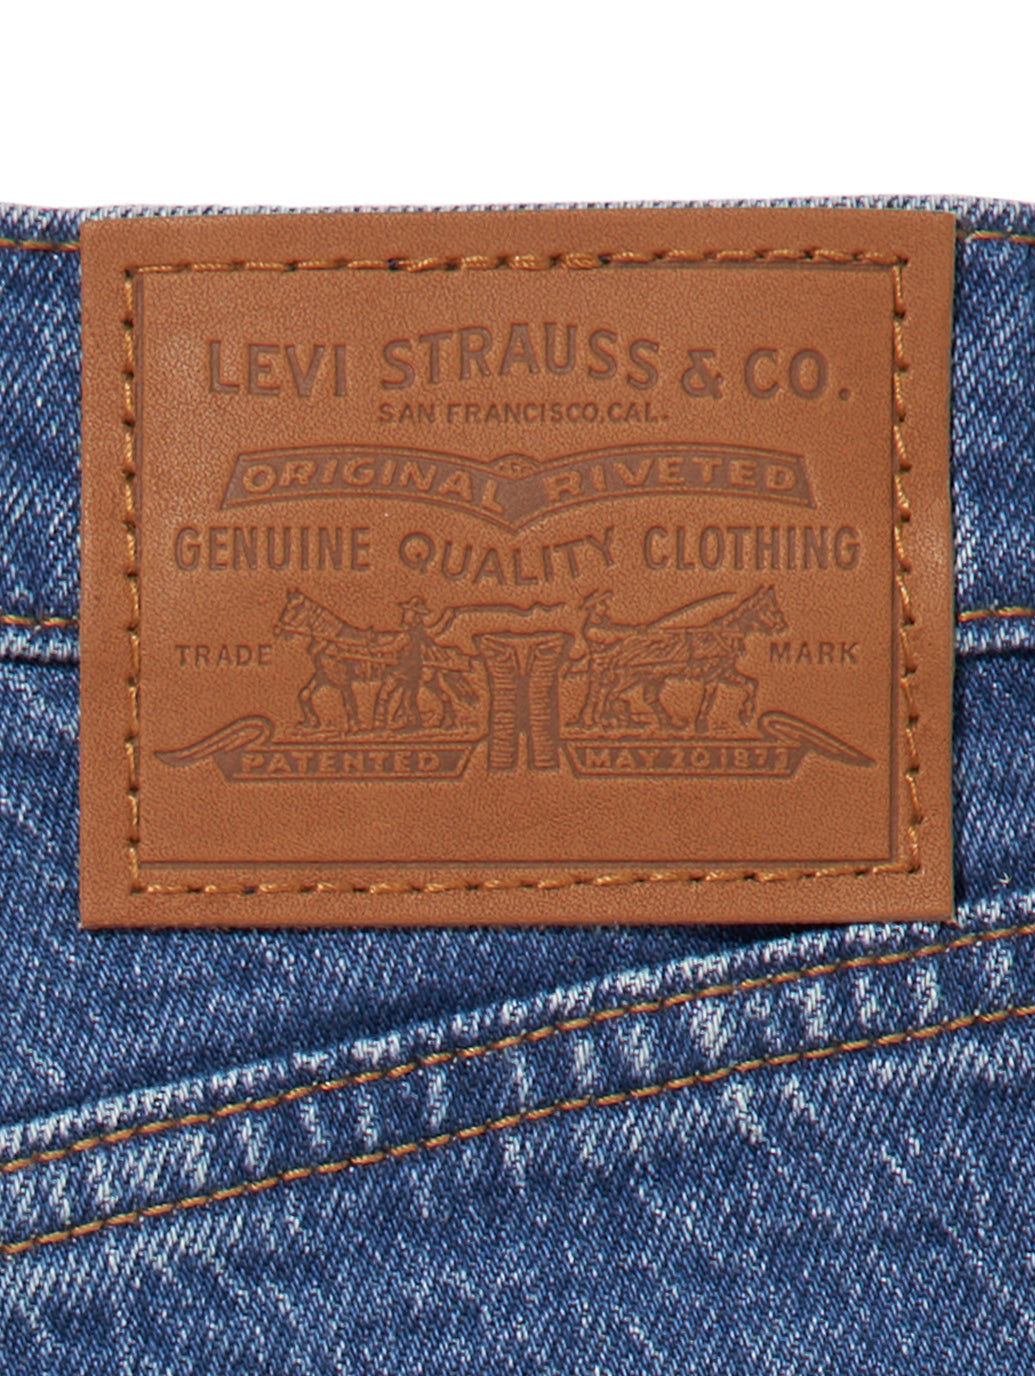 LEVI STRAUSS & CO.
SAN FRANCISCO, CAL.
ORIGINAL RIVETED
GENUINE QUALITY CLOTHING
TRADE MARK
PATENTED MAY 20 1873